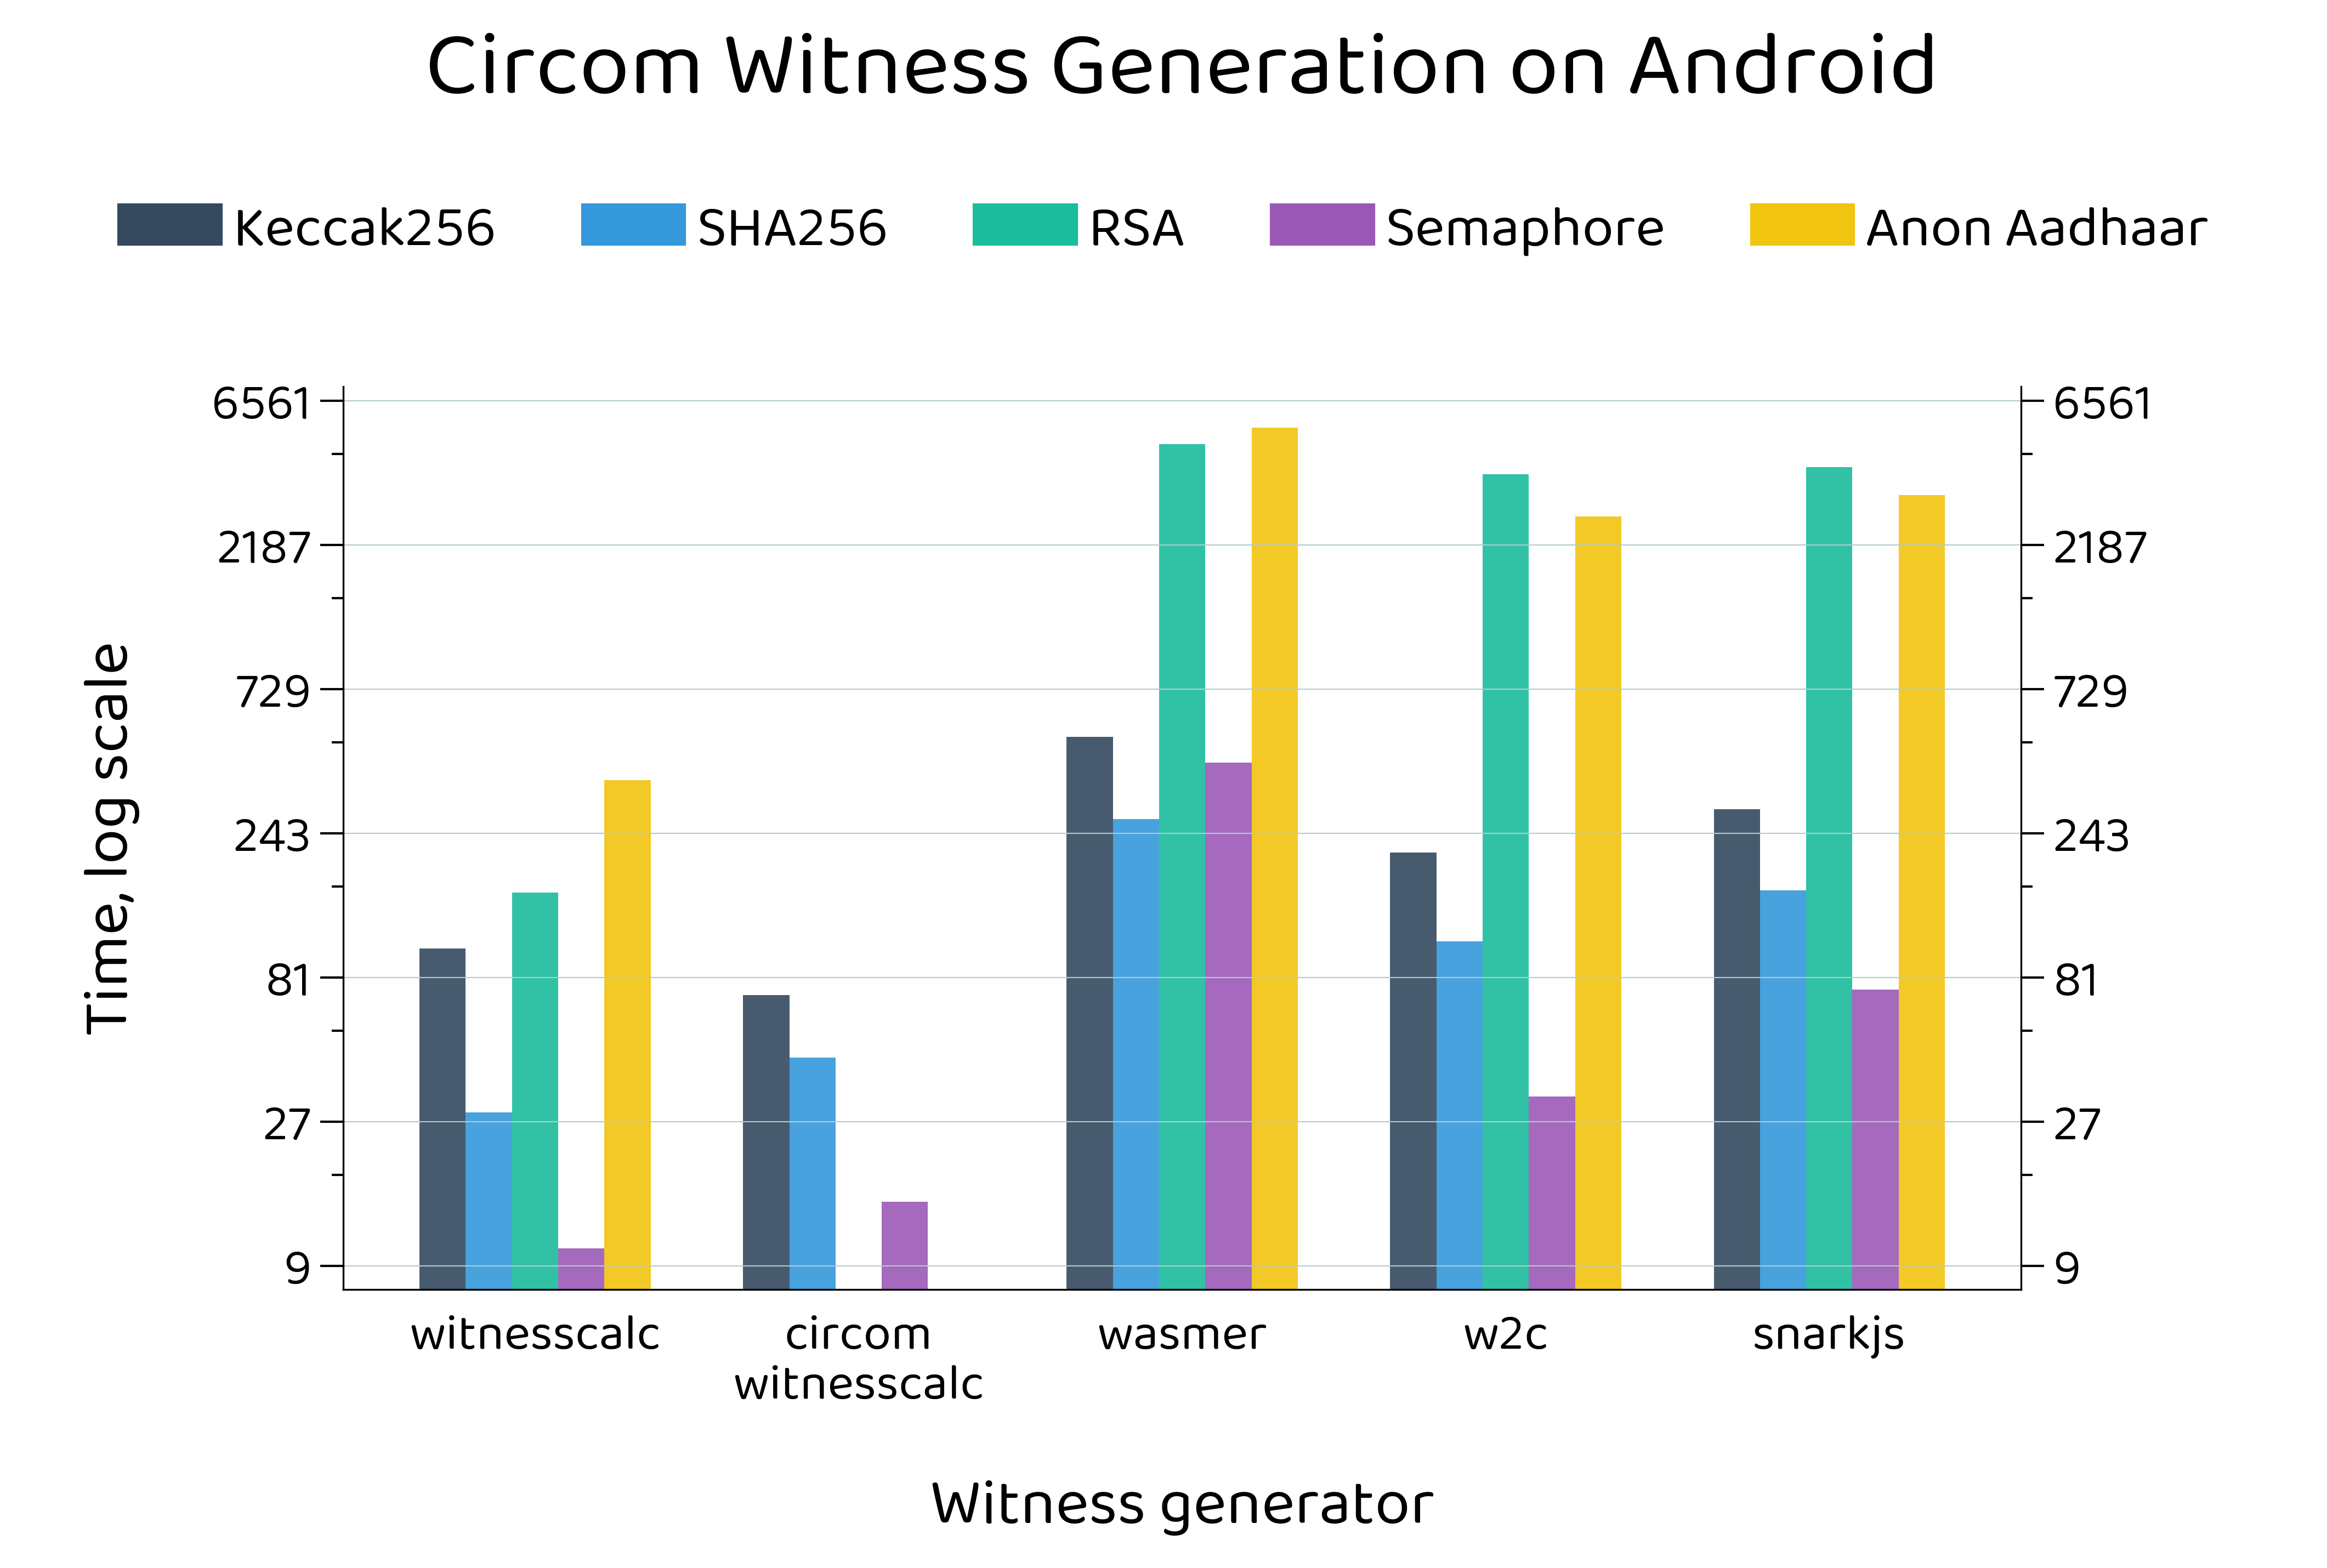 Circom Witness Generation on Android
Keccak256 SHA256 RSA Semaphore Anon Aadhaar
Time, log scale
6561 6561
2187 2187
729 729
243 243
81 81
27 27
9 9
witnesscalc circom wasmer w2c snarkjs
witnesscalc
Witness generator